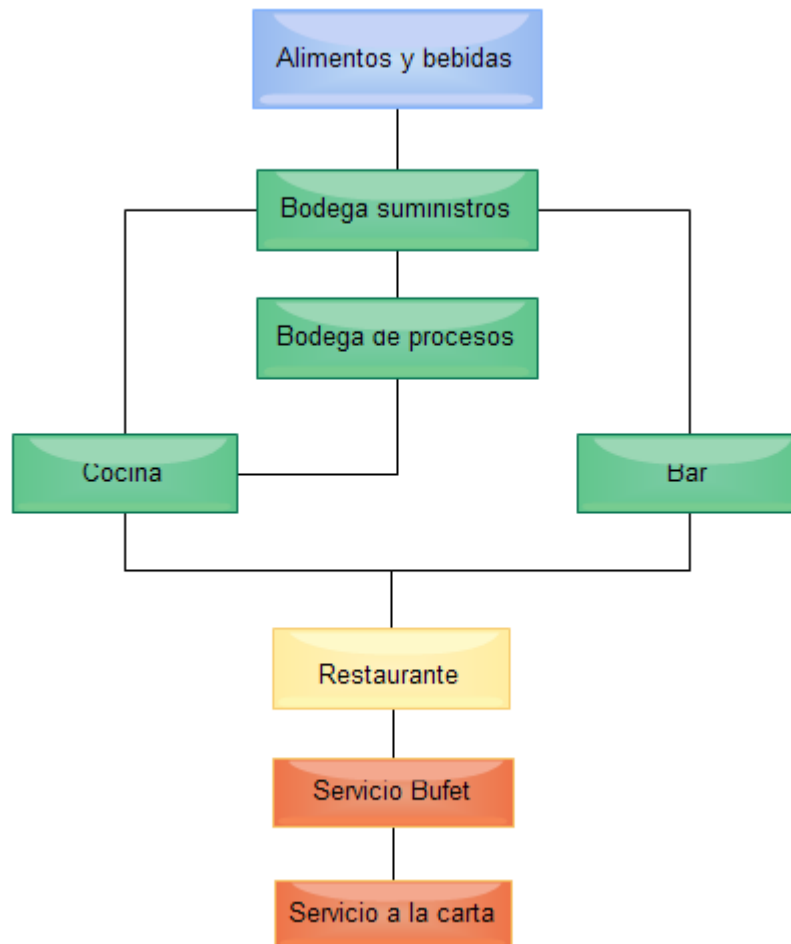 Alimentos y bebidas
Bodega suministros
Bodega de procesos
Cocina
Bar
Restaurante
Servicio Bufet
Servicio a la carta